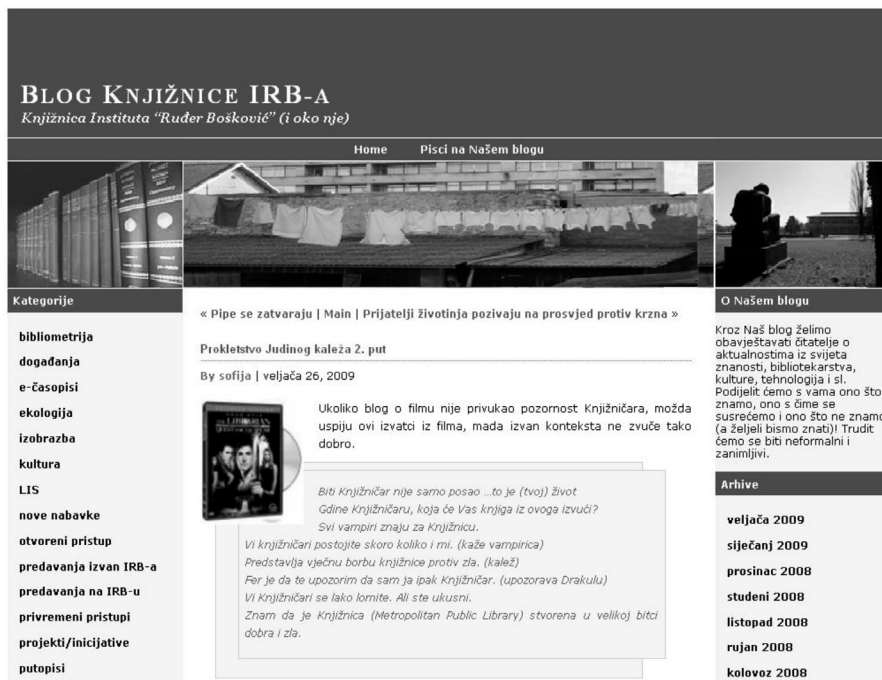 BLOG KNJIŽNICE IRB-A
Knjižnica Instituta “Ruđer Bošković” (i oko nje)
Home Pisci na Našem blogu
Kategorije
bibliometrija
događanja
e-časopisi
ekologija
izobrazba
kultura
LIS
nove nabavke
otvoreni pristup
predavanja izvan IRB-a
predavanja na IRB-u
privremeni pristupi
projekti/inicijative
putopisi
« Pipe se zatvaraju | Main | Prijatelji životinja pozivaju na prosvjed protiv krzna »
Prokletstvo Judinog kaleža 2. put
By sofija | veljača 26, 2009
THE LIBRARIAN
Ukoliko blog o filmu nije privukao pozornost Knjižničara, možda
uspiju ovi izvatci iz filma, mada izvan konteksta ne zvuče tako
dobro.
Biti Knjižničar nije samo posao ...to je (tvoj) život
Gdine Knjižničaru, koja će Vas knjiga iz ovoga izvući?
Svi vampiri znaju za Knjižnicu.
Vi knjižničari postojite skoro koliko i mi. (kaže vampirica)
Predstavlja vječnu borbu knjižnice protiv zla. (kalež)
Fer je da te upozorim da sam ja ipak Knjižničar. (upozorava Drakulu)
Vi Knjižničari se lako lomite. Ali ste ukusni.
Znam da je Knjižnica (Metropolitan Public Library) stvorena u velikoj bitci
dobra i zla.
O Našem blogu
Kroz Naš blog želimo
obavještavati čitatelje o
aktualnostima iz svijeta
znanosti, bibliotekarstva,
kulture, tehnologija i sl.
Podijelit ćemo s vama ono što
znamo, ono s čime se
susrećemo i ono što ne znamo
(a željeli bismo znati)! Trudit
ćemo se biti neformalni i
zanimljivi.
Arhive
veljača 2009
siječanj 2009
prosinac 2008
studeni 2008
listopad 2008
rujan 2008
kolovoz 2008